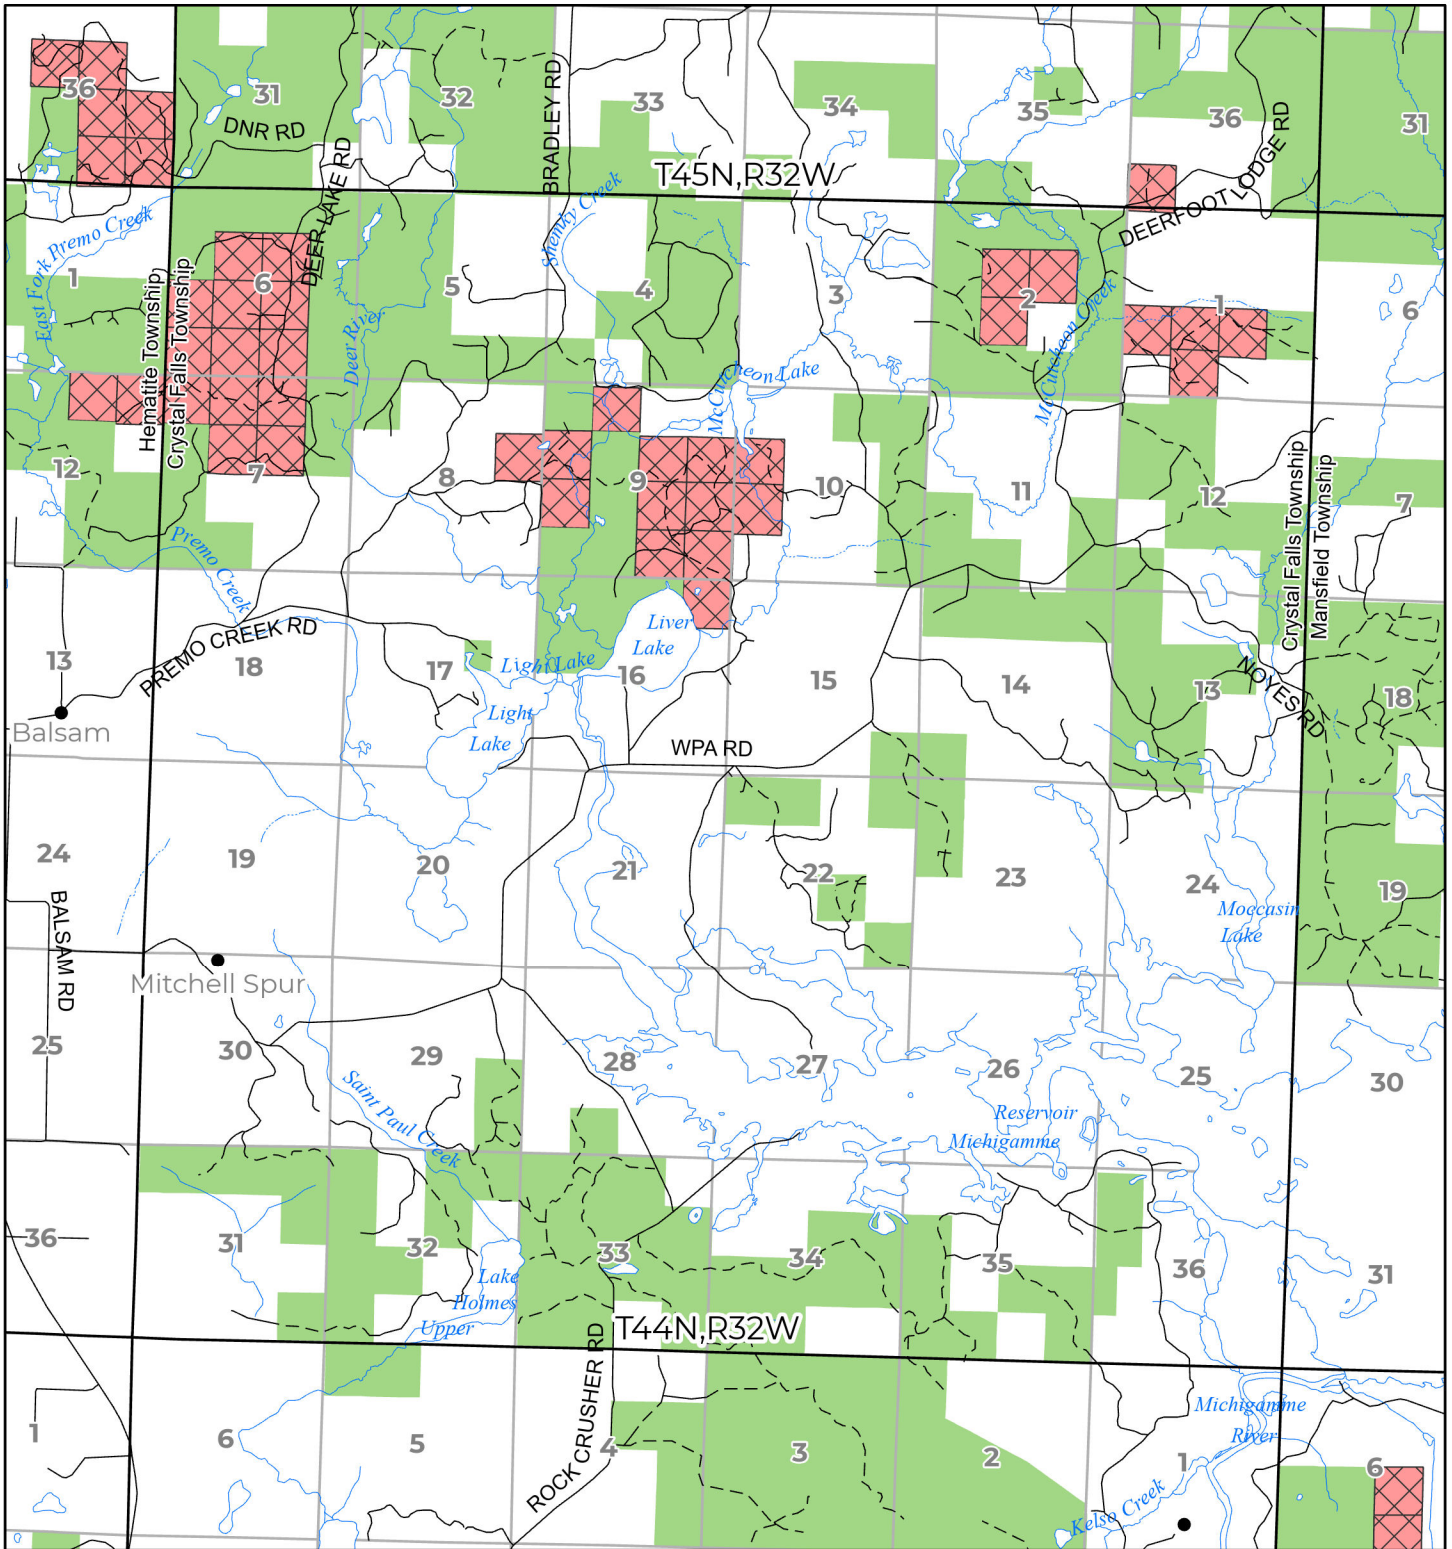 36
31
32
33
34
35
36
31
DNR RD
BRADLEY RD
DEER LAKE RD
T45N,R32W
DEERFOOT LODGE RD
East Fork Premo Creek
Shemky Creek
1
6
5
4
3
2
1
6
Hematite Township
Crystal Falls Township
Deer River
McCutcheon Lake
McCutcheon Creek
12
7
8
9
10
11
12
7
Crystal Falls Township
Mansfield Township
Premo Creek
PREMO CREEK RD
Liver
Lake
Light Lake
13
18
17
16
15
14
13
18
NOYES RD
Balsam
Light
Lake
WPA RD
24
19
20
21
22
23
24
19
BALSAM RD
Moccasin
Lake
Mitchell Spur
25
30
29
28
27
26
25
30
Saint Paul Creek
Reservoir
Michigamme
36
31
32
33
34
35
36
31
Lake
Holmes
Upper
T44N,R32W
ROCK CRUSHER RD
Michigamme
River
1
6
5
4
3
2
1
6
Kelso Creek